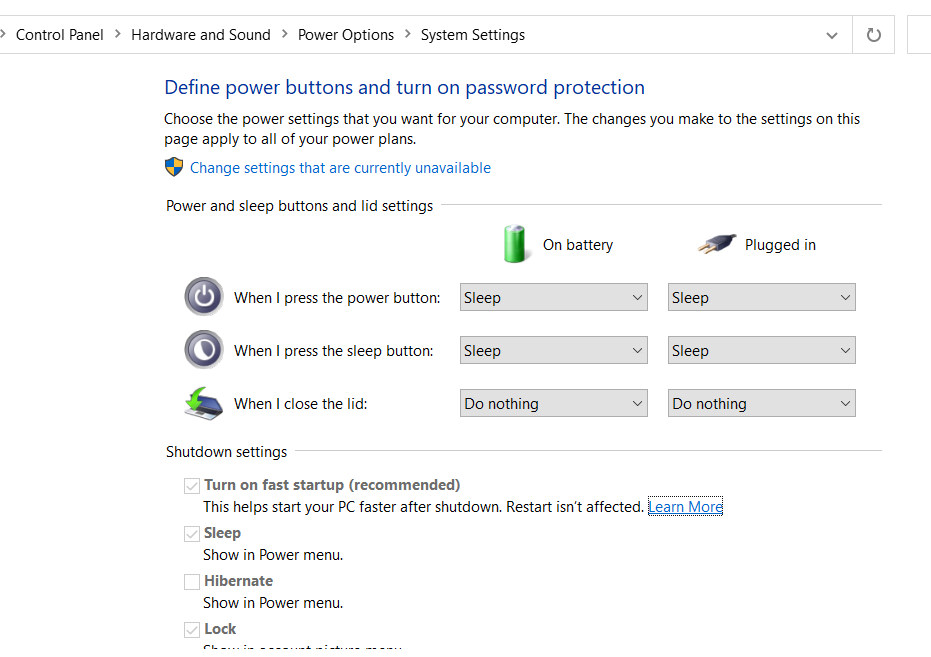 Control Panel > Hardware and Sound > Power Options > System Settings
Define power buttons and turn on password protection
Choose the power settings that you want for your computer. The changes you make to the settings on this
page apply to all of your power plans.
Change settings that are currently unavailable
Power and sleep buttons and lid settings
On battery Plugged in
When I press the power button: Sleep Sleep
When I press the sleep button: Sleep Sleep
When I close the lid: Do nothing Do nothing
Shutdown settings
Turn on fast startup (recommended)
This helps start your PC faster after shutdown. Restart isn't affected. Learn More
Sleep
Show in Power menu.
Hibernate
Show in Power menu.
Lock
Show in account picture menu.